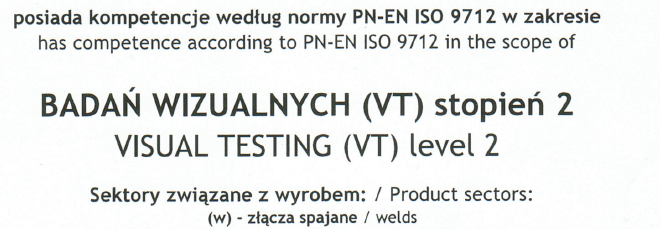 posiada kompetencje według normy PN-EN ISO 9712 w zakresie
has competence according to PN-EN ISO 9712 in the scope of
BADAŃ WIZUALNYCH (VT) stopień 2
VISUAL TESTING (VT) level 2
Sektory związane z wyrobem: / Product sectors:
(w) - złącza spajane / welds